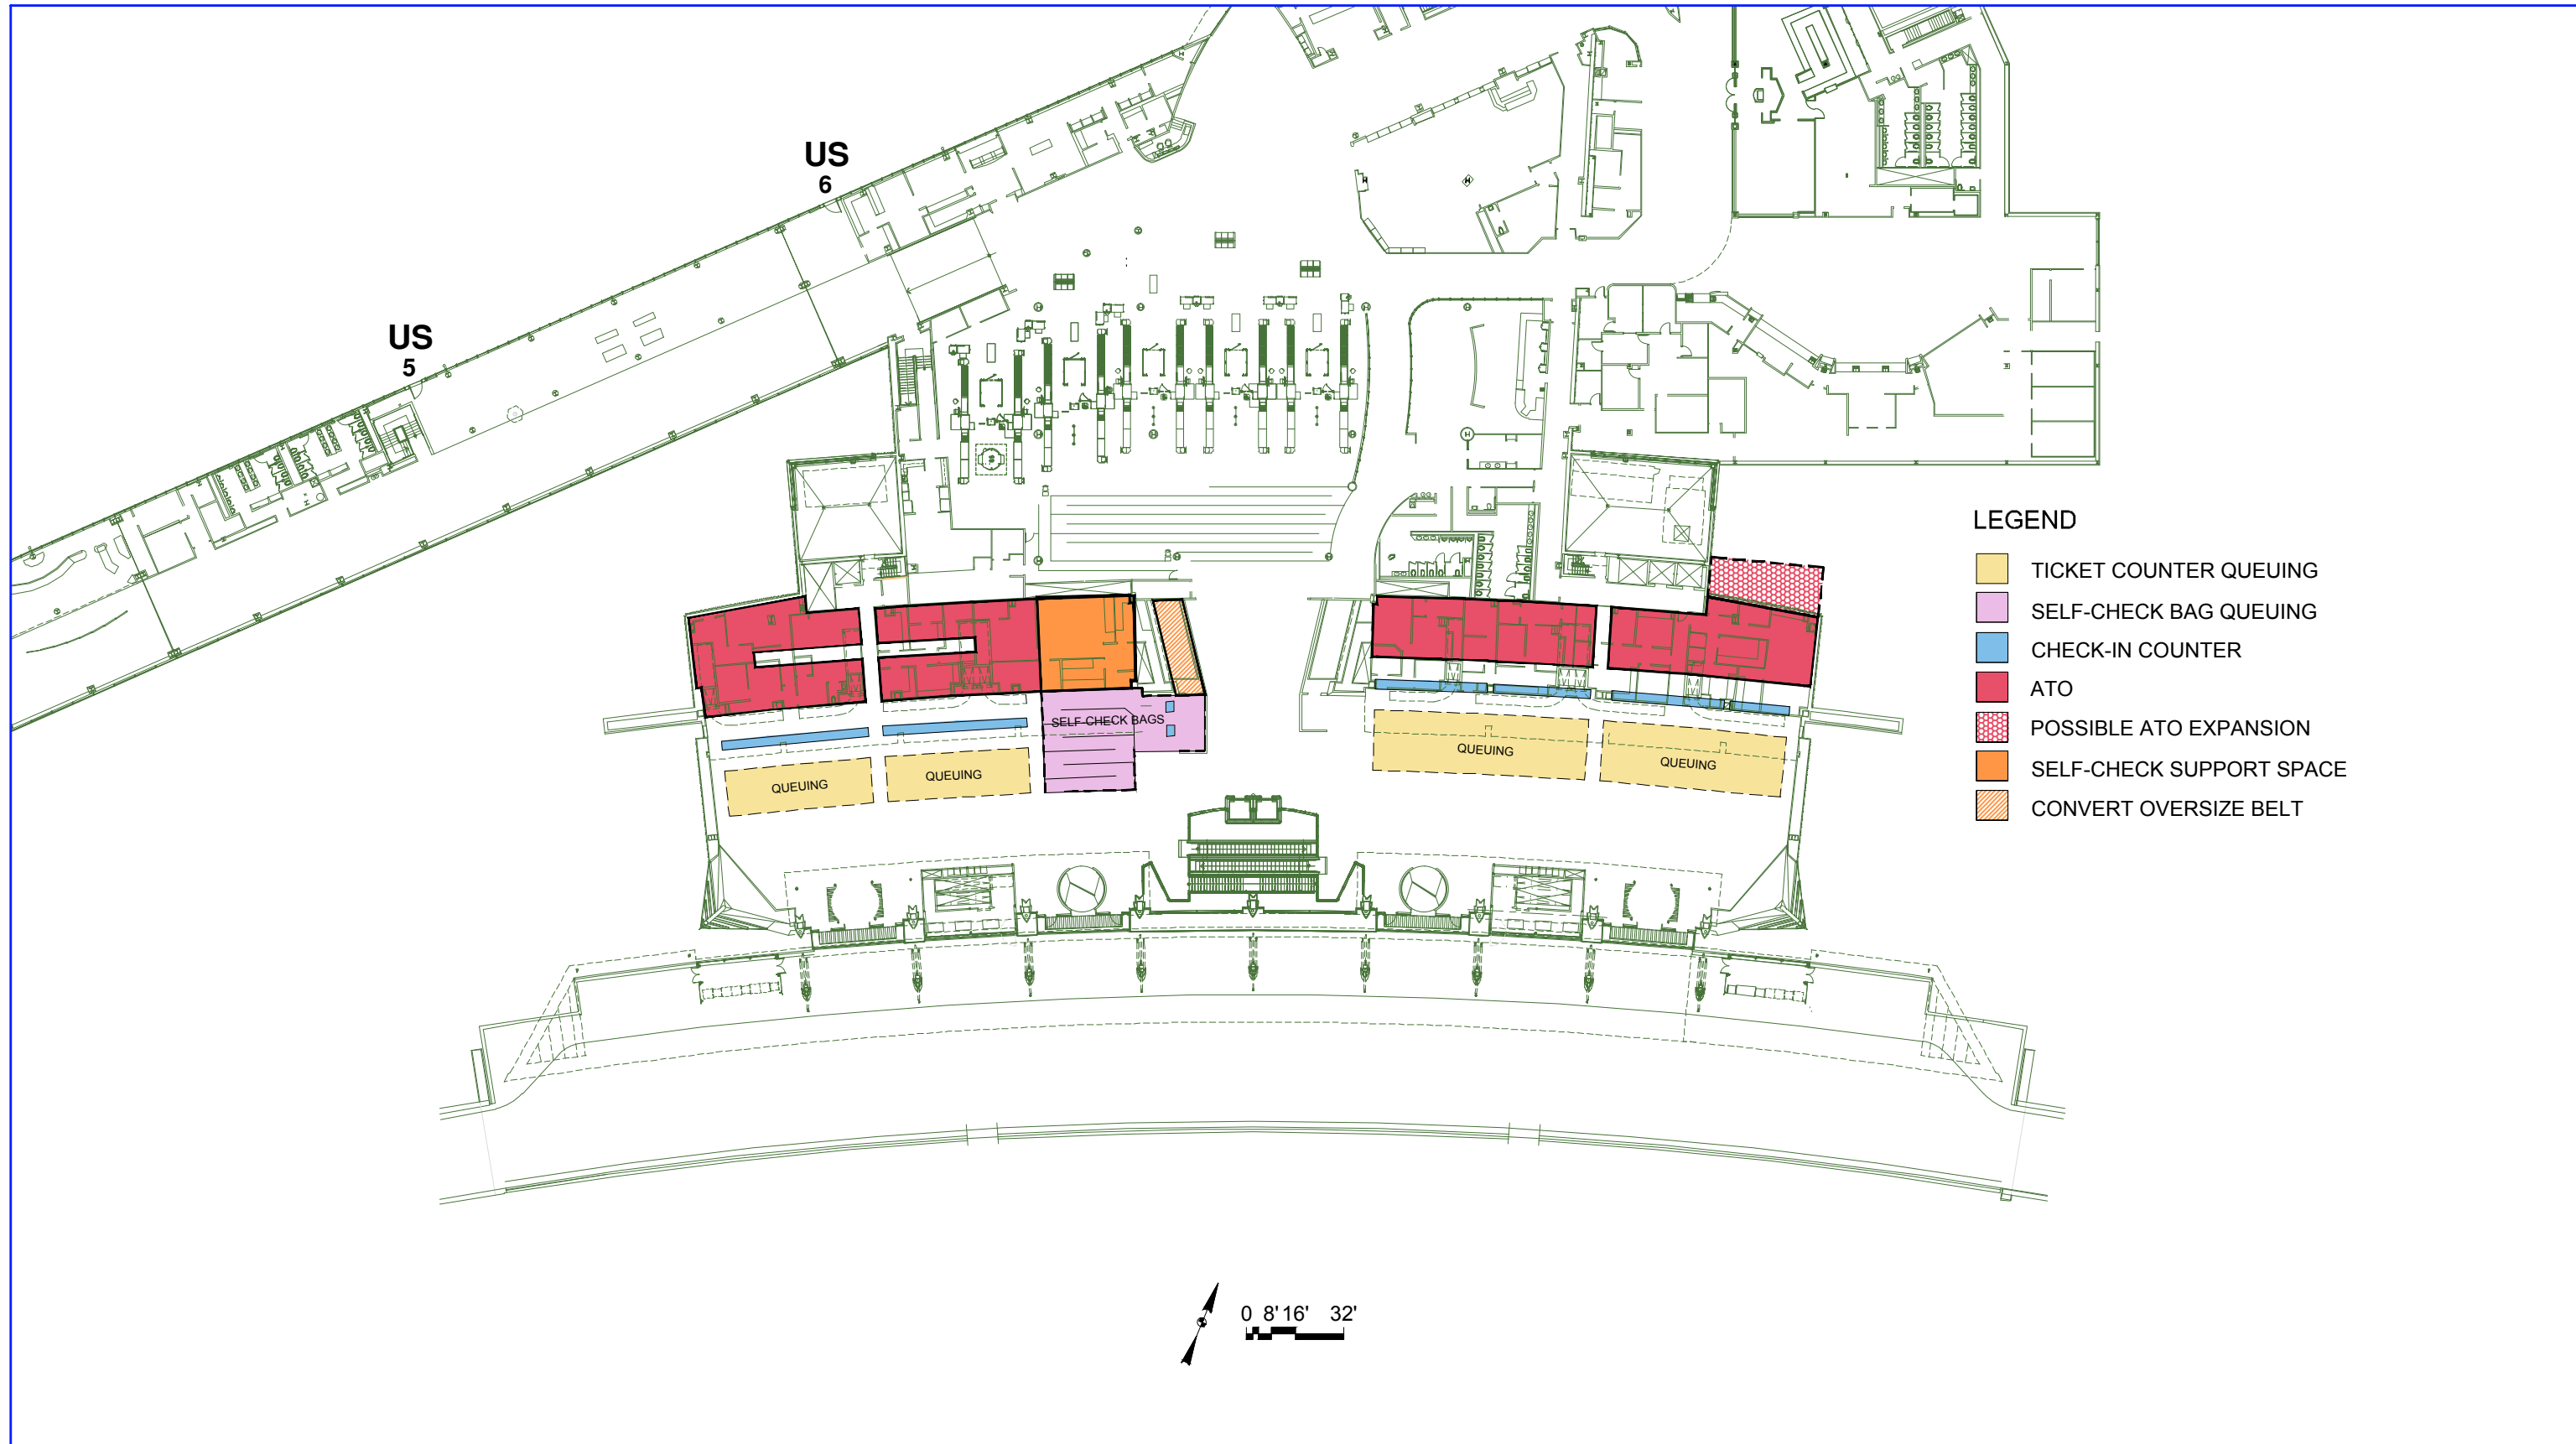 US
6
US
5
LEGEND
TICKET COUNTER QUEUING
SELF-CHECK BAG QUEUING
CHECK-IN COUNTER
ATO
POSSIBLE ATO EXPANSION
SELF-CHECK SUPPORT SPACE
CONVERT OVERSIZE BELT
SELF-CHECK BAGS
QUEUING
QUEUING
QUEUING
QUEUING
0 8' 16' 32'